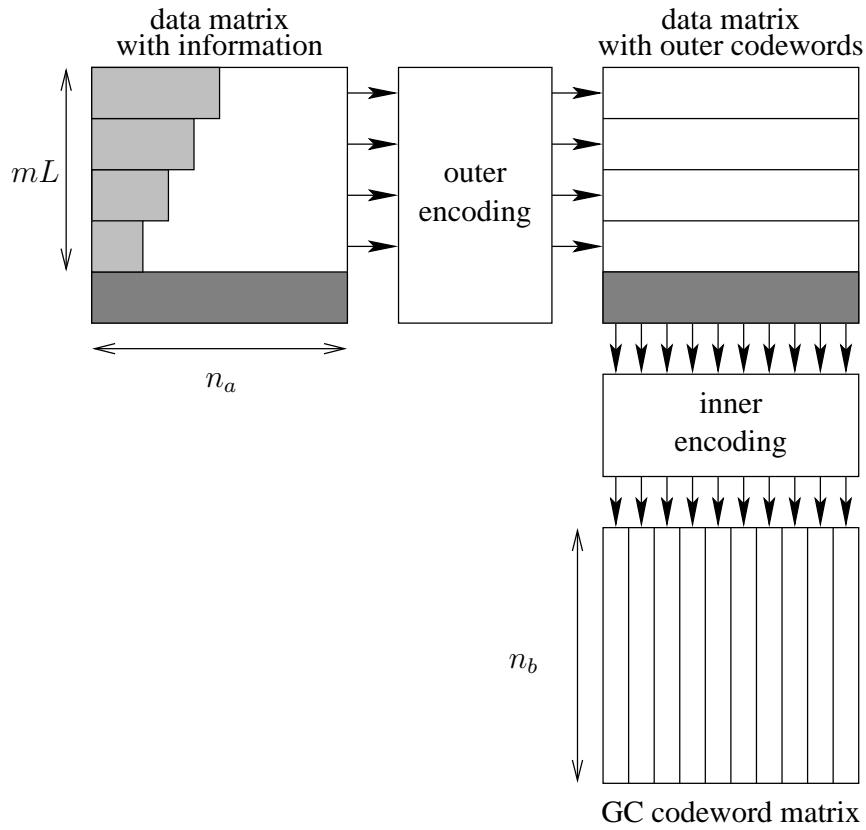 data matrix
with information
data matrix
with outer codewords
mL
outer
encoding
n_a
inner
encoding
n_b
GC codeword matrix